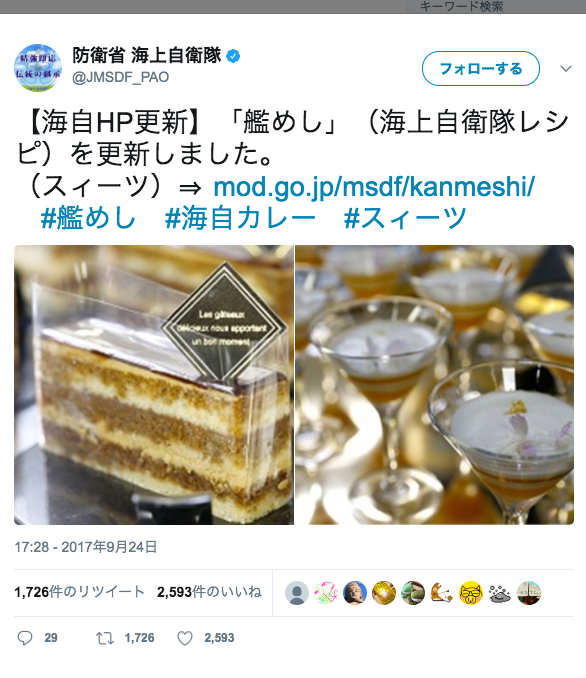 キーワード検索
精強即応
伝統の継承
防衛省 海上自衛隊
@JMSDF_PAO
フォローする
【海自HP更新】「艦めし」（海上自衛隊レシ
ピ）を更新しました。
（スィーツ）⇒ mod.go.jp/msdf/kanmeshi/
#艦めし #海自カレー #スィーツ
Les gâteaux
délicieux nous apportent
un bon moment
17:28 - 2017年9月24日
1,726件のリツイート 2,593件のいいね
29 1,726 2,593